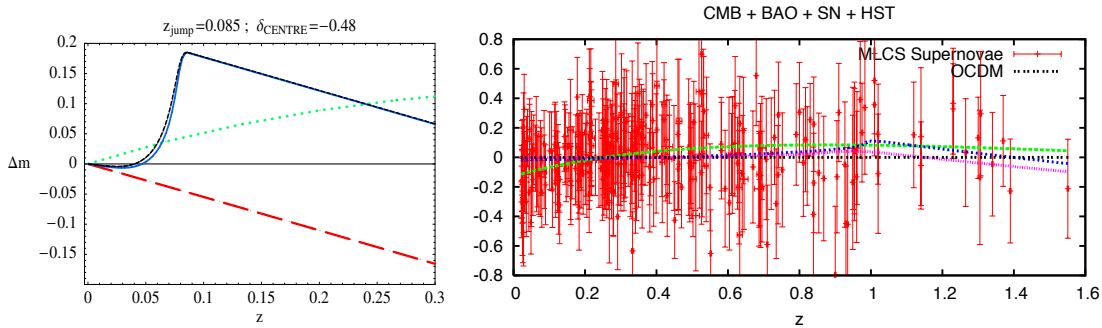 z_jump=0.085 ; δ_CENTRE=−0.48
0.2
0.15
0.1
0.05
Δm 0
−0.05
−0.1
−0.15
0 0.05 0.1 0.15 0.2 0.25 0.3
z
CMB + BAO + SN + HST
MLCS Supernovae
OCDM
0.8
0.6
0.4
0.2
0
-0.2
-0.4
-0.6
-0.8
0 0.2 0.4 0.6 0.8 1 1.2 1.4 1.6
z